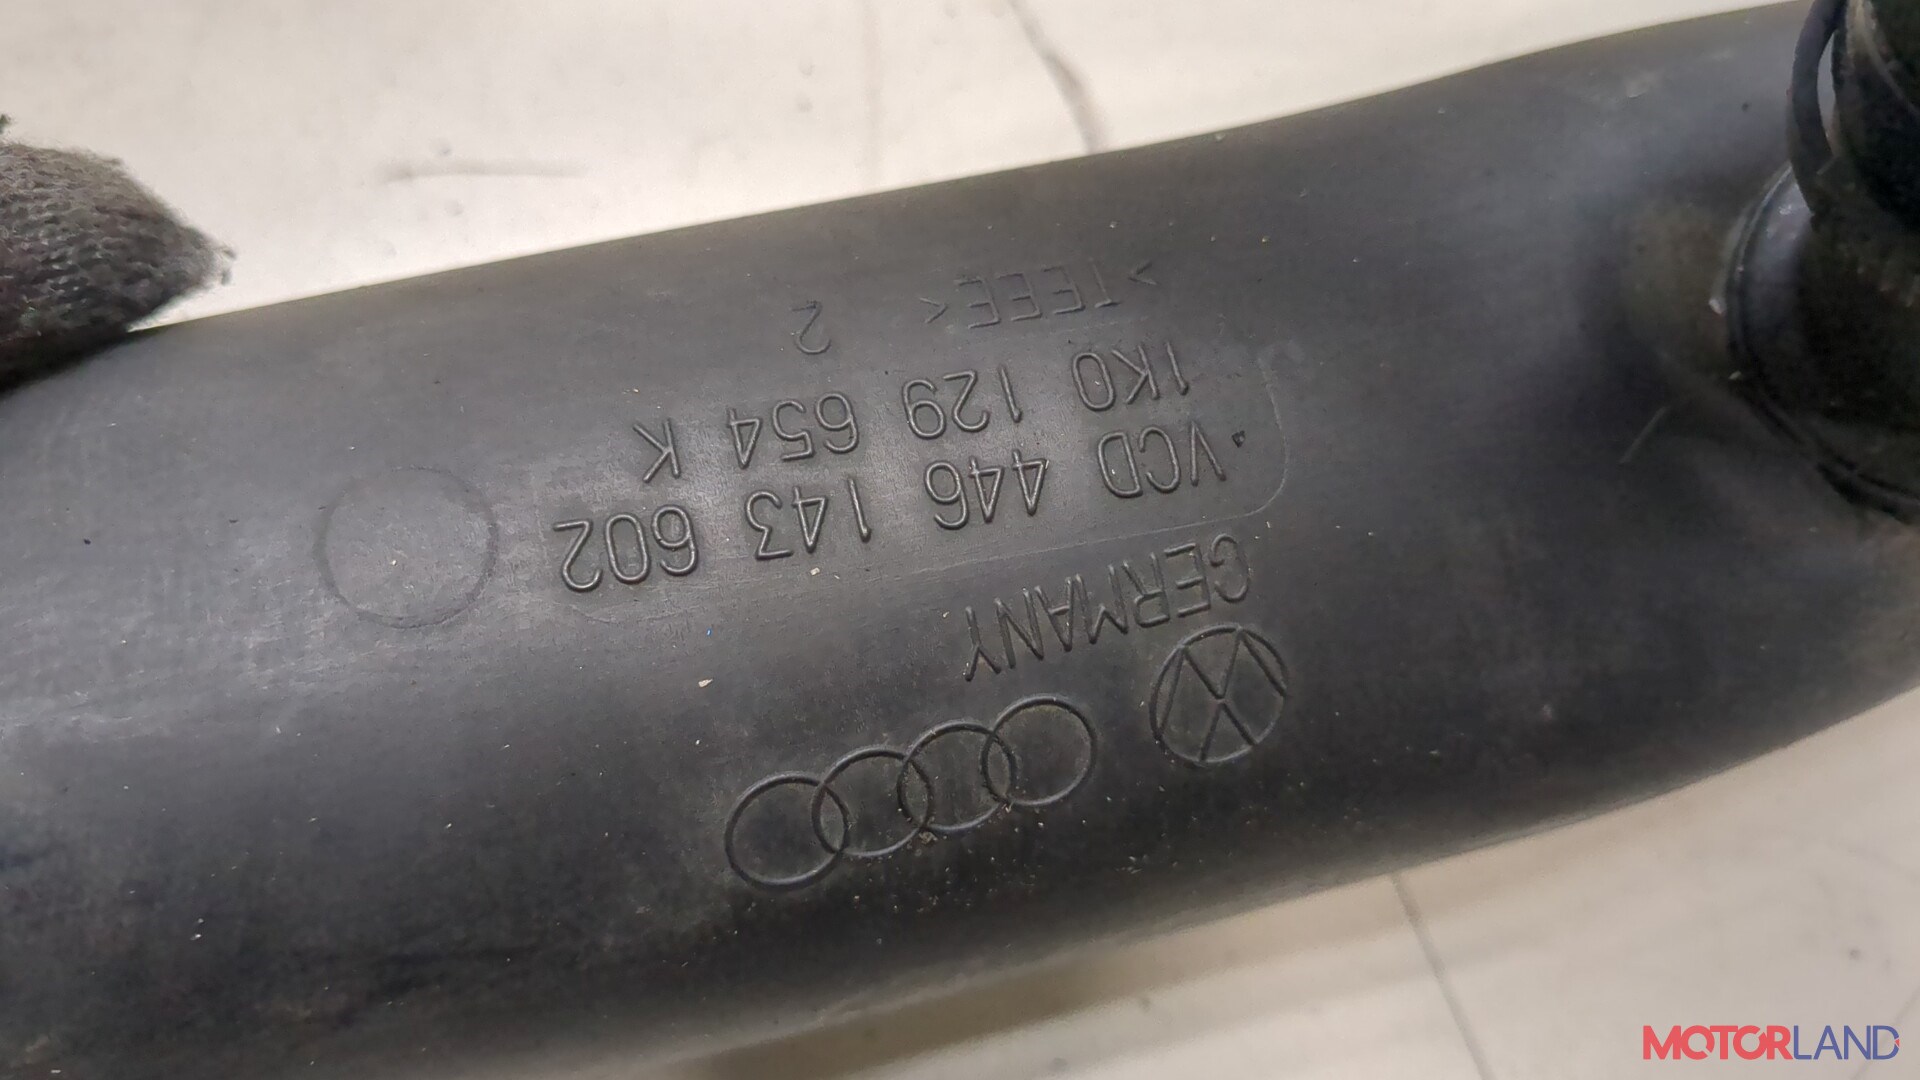 GERMANY
VCD 446 143 602
1K0 129 654 K
>TEEE< 2
MOTORLAND